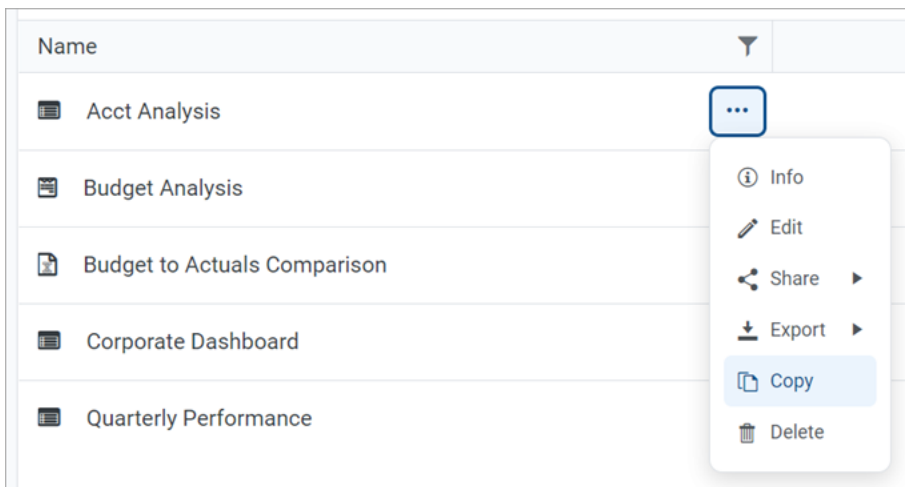 Name
Acct Analysis
Info
Budget Analysis
Edit
Budget to Actuals Comparison
Share
Export
Corporate Dashboard
Copy
Quarterly Performance
Delete